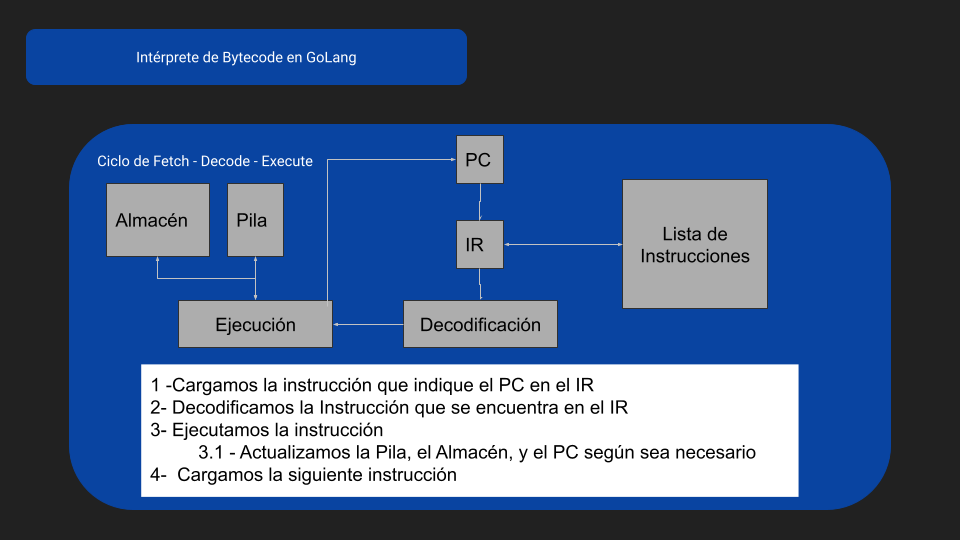 Intérprete de Bytecode en GoLang
Ciclo de Fetch - Decode - Execute
PC
Almacén
Pila
IR
Lista de
Instrucciones
Ejecución
Decodificación
1 -Cargamos la instrucción que indique el PC en el IR
2- Decodificamos la Instrucción que se encuentra en el IR
3- Ejecutamos la instrucción
3.1 - Actualizamos la Pila, el Almacén, y el PC según sea necesario
4-  Cargamos la siguiente instrucción